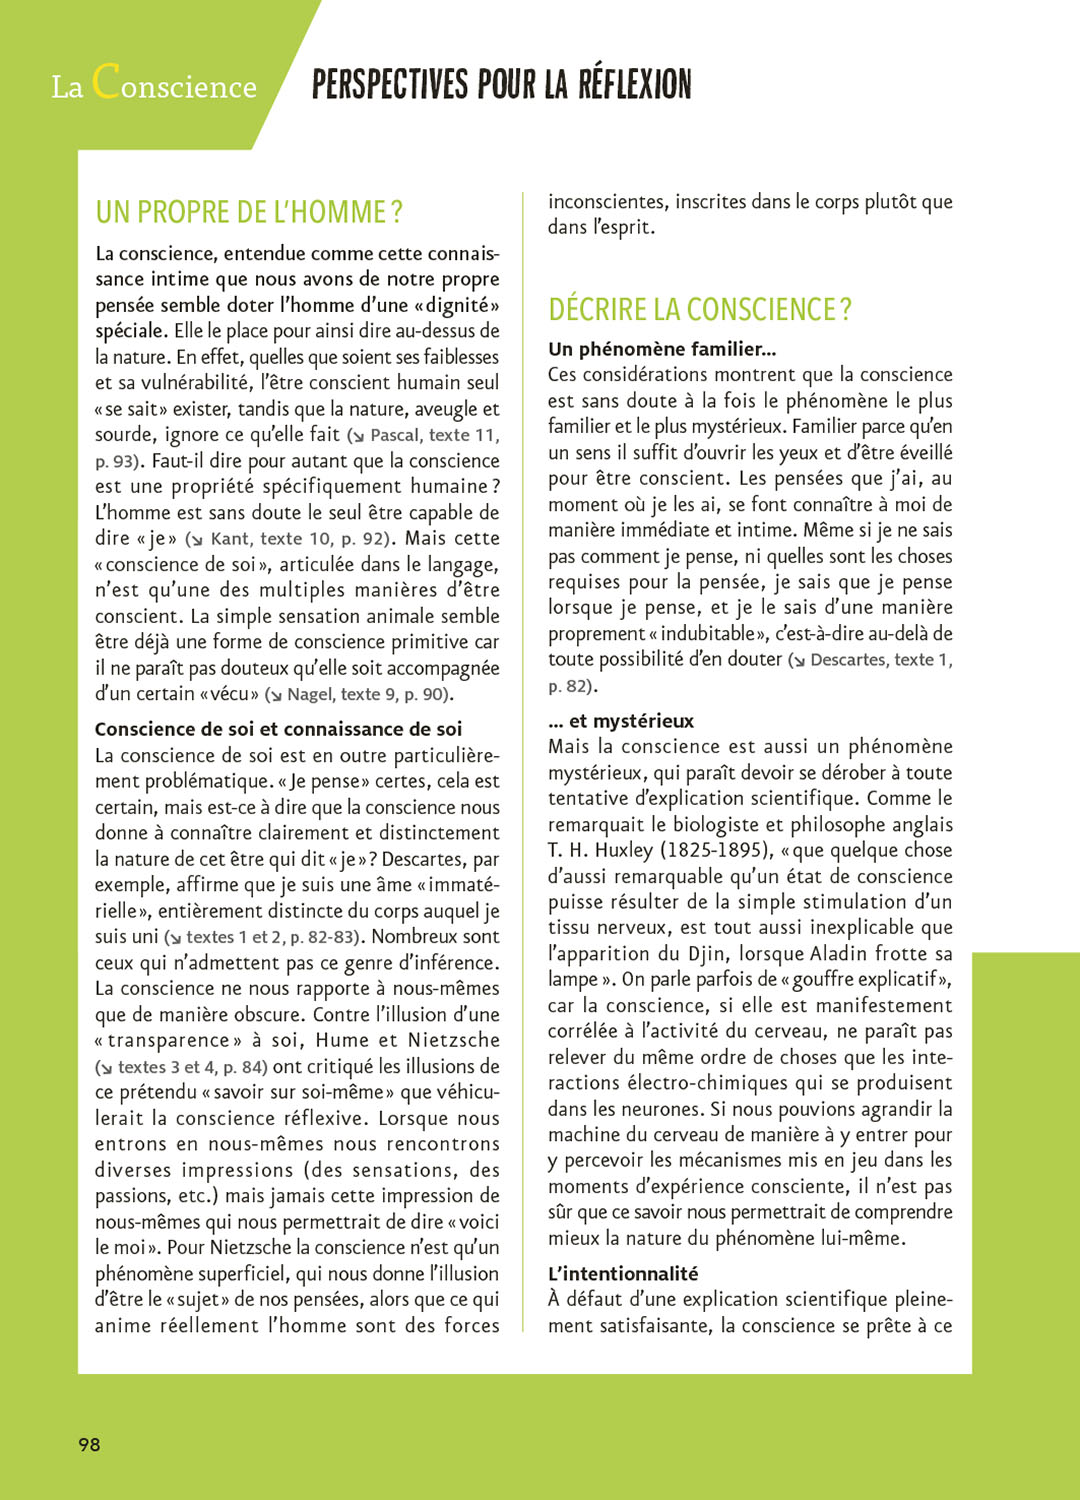 La Conscience
PERSPECTIVES POUR LA RÉFLEXION
UN PROPRE DE L’HOMME ?
La conscience, entendue comme cette connais-
sance intime que nous avons de notre propre
pensée semble doter l’homme d’une « dignité »
spéciale. Elle le place pour ainsi dire au-dessus de
la nature. En effet, quelles que soient ses faiblesses
et sa vulnérabilité, l’être conscient humain seul
« se sait » exister, tandis que la nature, aveugle et
sourde, ignore ce qu’elle fait (↘ Pascal, texte 11,
p. 93). Faut-il dire pour autant que la conscience
est une propriété spécifiquement humaine ?
L’homme est sans doute le seul être capable de
dire « je » (↘ Kant, texte 10, p. 92). Mais cette
« conscience de soi », articulée dans le langage,
n’est qu’une des multiples manières d’être
conscient. La simple sensation animale semble
être déjà une forme de conscience primitive car
il ne paraît pas douteux qu’elle soit accompagnée
d’un certain « vécu » (↘ Nagel, texte 9, p. 90).
Conscience de soi et connaissance de soi
La conscience de soi est en outre particulière-
ment problématique. « Je pense » certes, cela est
certain, mais est-ce à dire que la conscience nous
donne à connaître clairement et distinctement
la nature de cet être qui dit « je » ? Descartes, par
exemple, affirme que je suis une âme « immaté-
rielle », entièrement distincte du corps auquel je
suis uni (↘ textes 1 et 2, p. 82-83). Nombreux sont
ceux qui n’admettent pas ce genre d’inférence.
La conscience ne nous rapporte à nous-mêmes
que de manière obscure. Contre l’illusion d’une
« transparence » à soi, Hume et Nietzsche
(↘ textes 3 et 4, p. 84) ont critiqué les illusions de
ce prétendu « savoir sur soi-même » que véhicu-
lerait la conscience réflexive. Lorsque nous
entrons en nous-mêmes nous rencontrons
diverses impressions (des sensations, des
passions, etc.) mais jamais cette impression de
nous-mêmes qui nous permettrait de dire « voici
le moi ». Pour Nietzsche la conscience n’est qu’un
phénomène superficiel, qui nous donne l’illusion
d’être le « sujet » de nos pensées, alors que ce qui
anime réellement l’homme sont des forces
inconscientes, inscrites dans le corps plutôt que
dans l’esprit.
DÉCRIRE LA CONSCIENCE ?
Un phénomène familier...
Ces considérations montrent que la conscience
est sans doute à la fois le phénomène le plus
familier et le plus mystérieux. Familier parce qu’en
un sens il suffit d’ouvrir les yeux et d’être éveillé
pour être conscient. Les pensées que j’ai, au
moment où je les ai, se font connaître à moi de
manière immédiate et intime. Même si je ne sais
pas comment je pense, ni quelles sont les choses
requises pour la pensée, je sais que je pense
lorsque je pense, et je le sais d’une manière
proprement « indubitable », c’est-à-dire au-delà de
toute possibilité d’en douter (↘ Descartes, texte 1,
p. 82).
... et mystérieux
Mais la conscience est aussi un phénomène
mystérieux, qui paraît devoir se dérober à toute
tentative d’explication scientifique. Comme le
remarquait le biologiste et philosophe anglais
T. H. Huxley (1825-1895), « que quelque chose
d’aussi remarquable qu’un état de conscience
puisse résulter de la simple stimulation d’un
tissu nerveux, est tout aussi inexplicable que
l’apparition du Djin, lorsque Aladin frotte sa
lampe ». On parle parfois de « gouffre explicatif »,
car la conscience, si elle est manifestement
corrélée à l’activité du cerveau, ne paraît pas
relever du même ordre de choses que les inte-
ractions électro-chimiques qui se produisent
dans les neurones. Si nous pouvions agrandir la
machine du cerveau de manière à y entrer pour
y percevoir les mécanismes mis en jeu dans les
moments d’expérience consciente, il n’est pas
sûr que ce savoir nous permettrait de comprendre
mieux la nature du phénomène lui-même.
L’intentionnalité
À défaut d’une explication scientifique pleine-
ment satisfaisante, la conscience se prête à ce
98